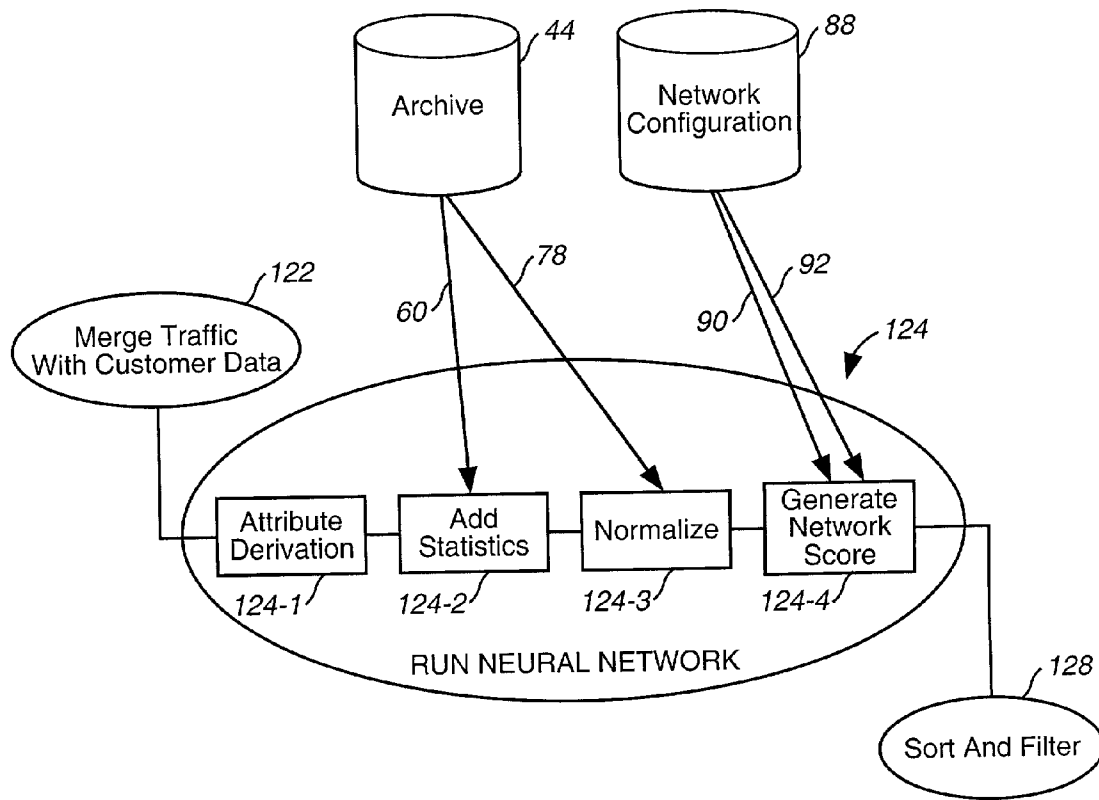 44
88
Archive
Network
Configuration
122
60
78
90
92
124
Merge Traffic
With Customer Data
Attribute
Derivation
Add
Statistics
Normalize
Generate
Network
Score
124-1
124-2
124-3
124-4
RUN NEURAL NETWORK
128
Sort And Filter